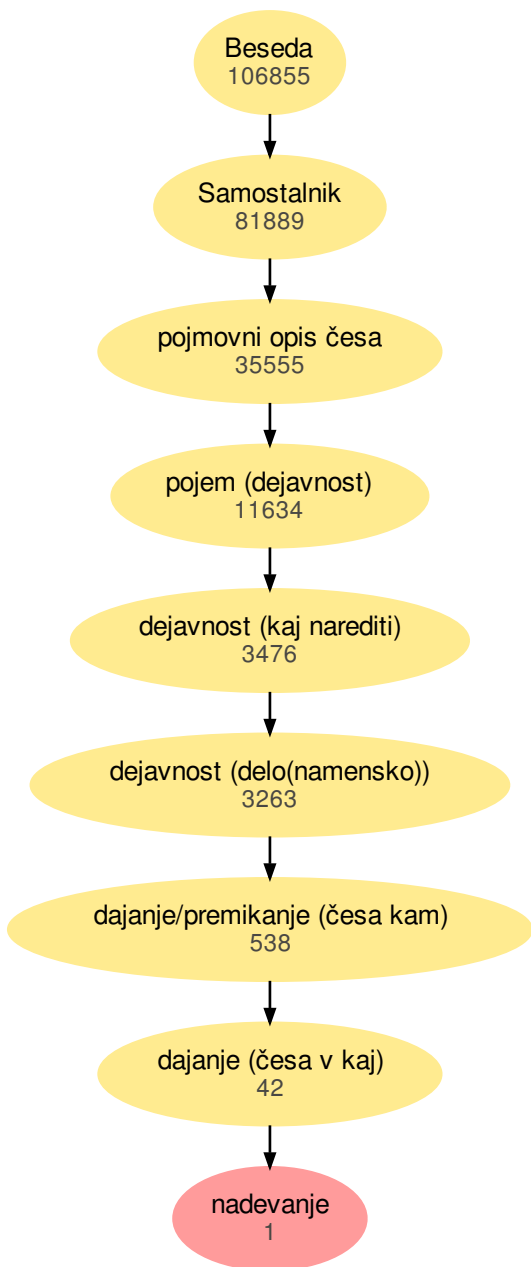 Beseda
106855
Samostalnik
81889
pojmovni opis česa
35555
pojem (dejavnost)
11634
dejavnost (kaj narediti)
3476
dejavnost (delo(namensko))
3263
dajanje/premikanje (česa kam)
538
dajanje (česa v kaj)
42
nadevanje
1